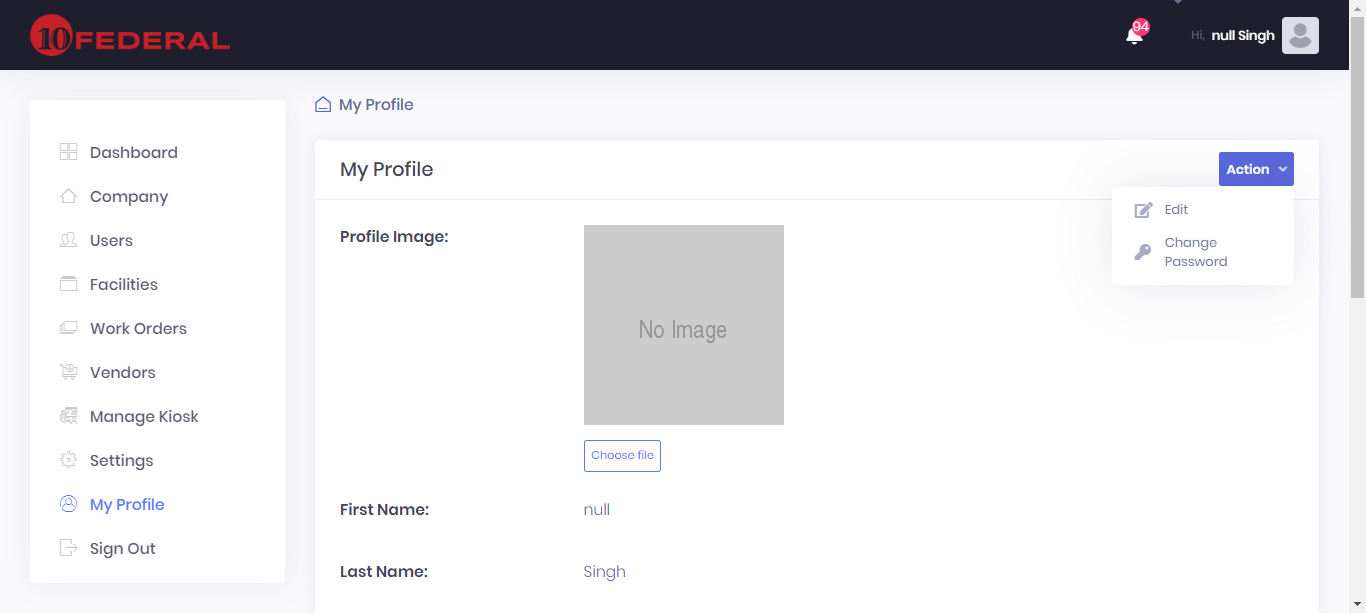 10 FEDERAL
94
Hi, null Singh
My Profile
Dashboard
Company
Users
Facilities
Work Orders
Vendors
Manage Kiosk
Settings
My Profile
Sign Out
My Profile
Action
Edit
Change
Password
Profile Image:
No Image
Choose file
First Name: null
Last Name: Singh